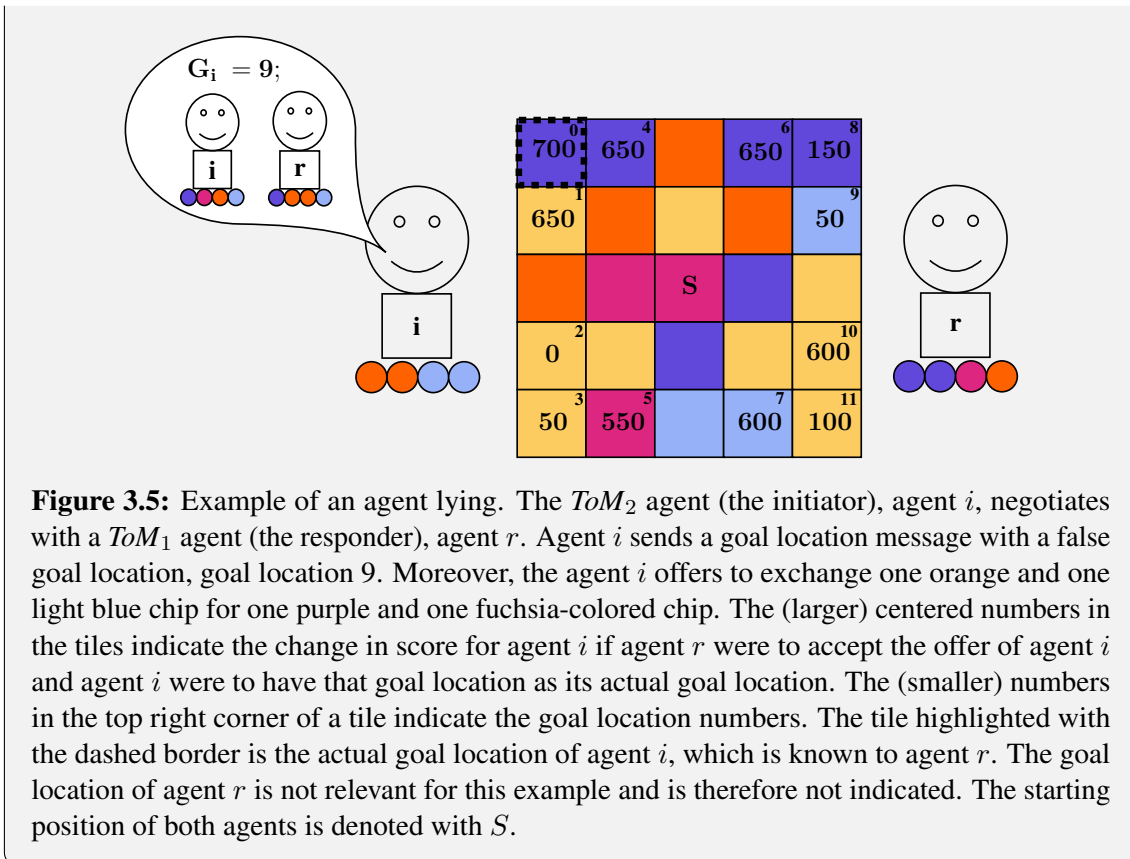 G_i = 9;
i r
0 4 6 8
700 650 650 150
1 9
650 50
S
i r
2 10
0 600
3 5 7 11
50 550 600 100
Figure 3.5: Example of an agent lying. The ToM₂ agent (the initiator), agent i, negotiates
with a ToM₁ agent (the responder), agent r. Agent i sends a goal location message with a false
goal location, goal location 9. Moreover, the agent i offers to exchange one orange and one
light blue chip for one purple and one fuchsia-colored chip. The (larger) centered numbers in
the tiles indicate the change in score for agent i if agent r were to accept the offer of agent i
and agent i were to have that goal location as its actual goal location. The (smaller) numbers
in the top right corner of a tile indicate the goal location numbers. The tile highlighted with
the dashed border is the actual goal location of agent i, which is known to agent r. The goal
location of agent r is not relevant for this example and is therefore not indicated. The starting
position of both agents is denoted with S.